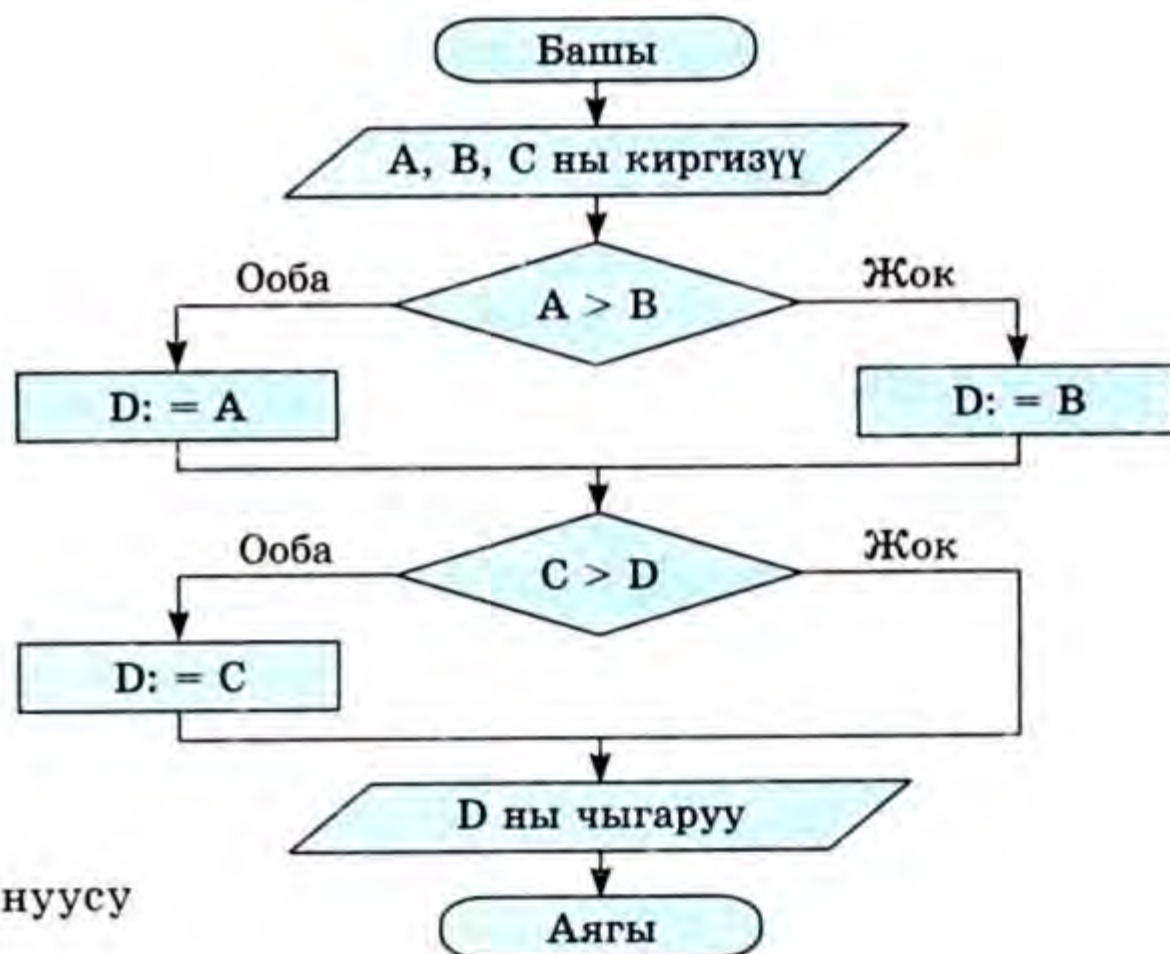 Башы
А, В, С ны киргизүү
Ооба
Жок
А > В
D: = A
D: = B
Ооба
Жок
C > D
D: = C
D ны чыгаруу
нуусу
Аягы